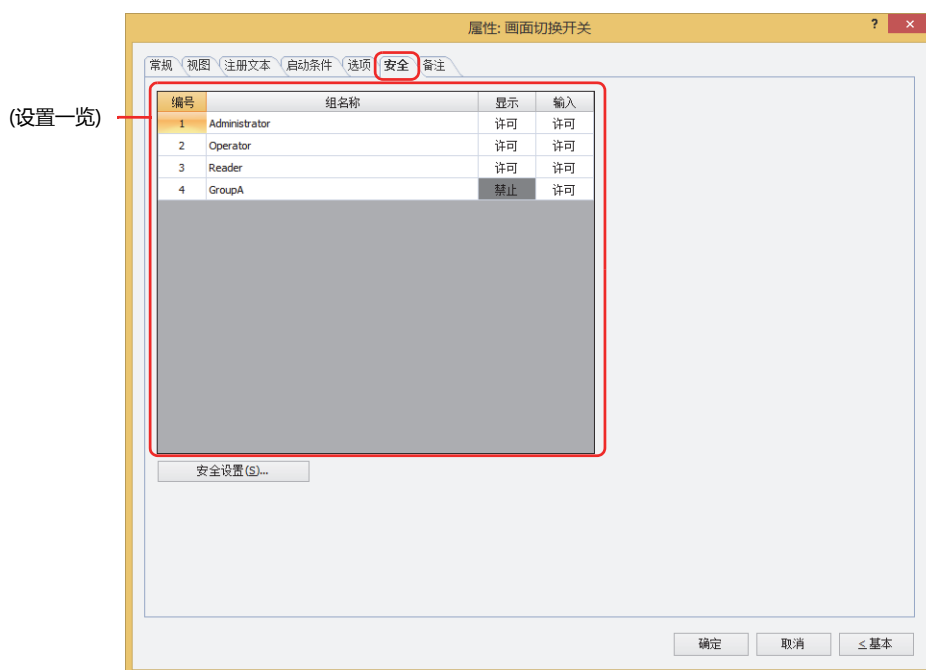 属性: 画面切换开关
? ×
常规 视图 注册文本 启动条件 选项 安全 备注
(设置一览)
编号 组名称 显示 输入
1 Administrator 许可 许可
2 Operator 许可 许可
3 Reader 许可 许可
4 GroupA 禁止 许可
安全设置(S)...
确定 取消 ≤基本